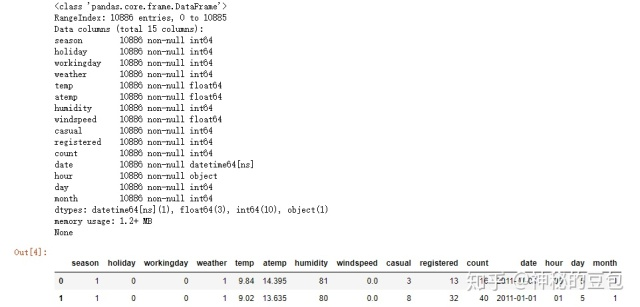 <class 'pandas.core.frame.DataFrame'>
RangeIndex: 10886 entries, 0 to 10885
Data columns (total 15 columns):
season 10886 non-null int64
holiday 10886 non-null int64
workingday 10886 non-null int64
weather 10886 non-null int64
temp 10886 non-null float64
atemp 10886 non-null float64
humidity 10886 non-null int64
windspeed 10886 non-null float64
casual 10886 non-null int64
registered 10886 non-null int64
count 10886 non-null int64
date 10886 non-null datetime64[ns]
hour 10886 non-null object
day 10886 non-null int64
month 10886 non-null int64
dtypes: datetime64[ns](1), float64(3), int64(10), object(1)
memory usage: 1.2+ MB
None
Out[4]:
season holiday workingday weather temp atemp humidity windspeed casual registered count date hour day month
0 1 0 0 1 9.84 14.395 81 0.0 3 13 16 2011-01-01
知乎 @神秘的豆包
1 1 0 0 1 9.02 13.635 80 0.0 8 32 40 2011-01-01 01 5 1